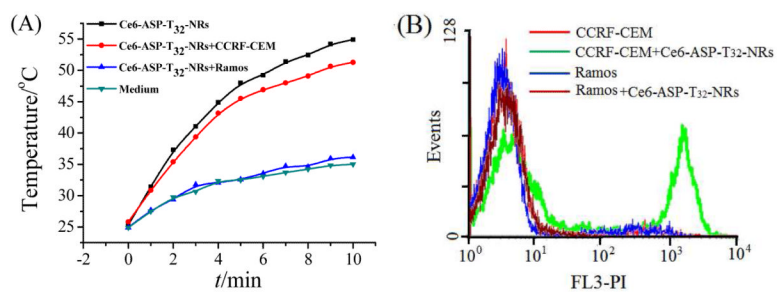 (A)
Ce6-ASP-T32-NRs
Ce6-ASP-T32-NRs+CCRF-CEM
Ce6-ASP-T32-NRs+Ramos
Medium
Temperature/°C
55
50
45
40
35
30
25
-2 0 2 4 6 8 10
t/min
(B)
CCRF-CEM
CCRF-CEM+Ce6-ASP-T32-NRs
Ramos
Ramos+Ce6-ASP-T32-NRs
Events
128
0
10^0 10^1 10^2 10^3 10^4
FL3-PI